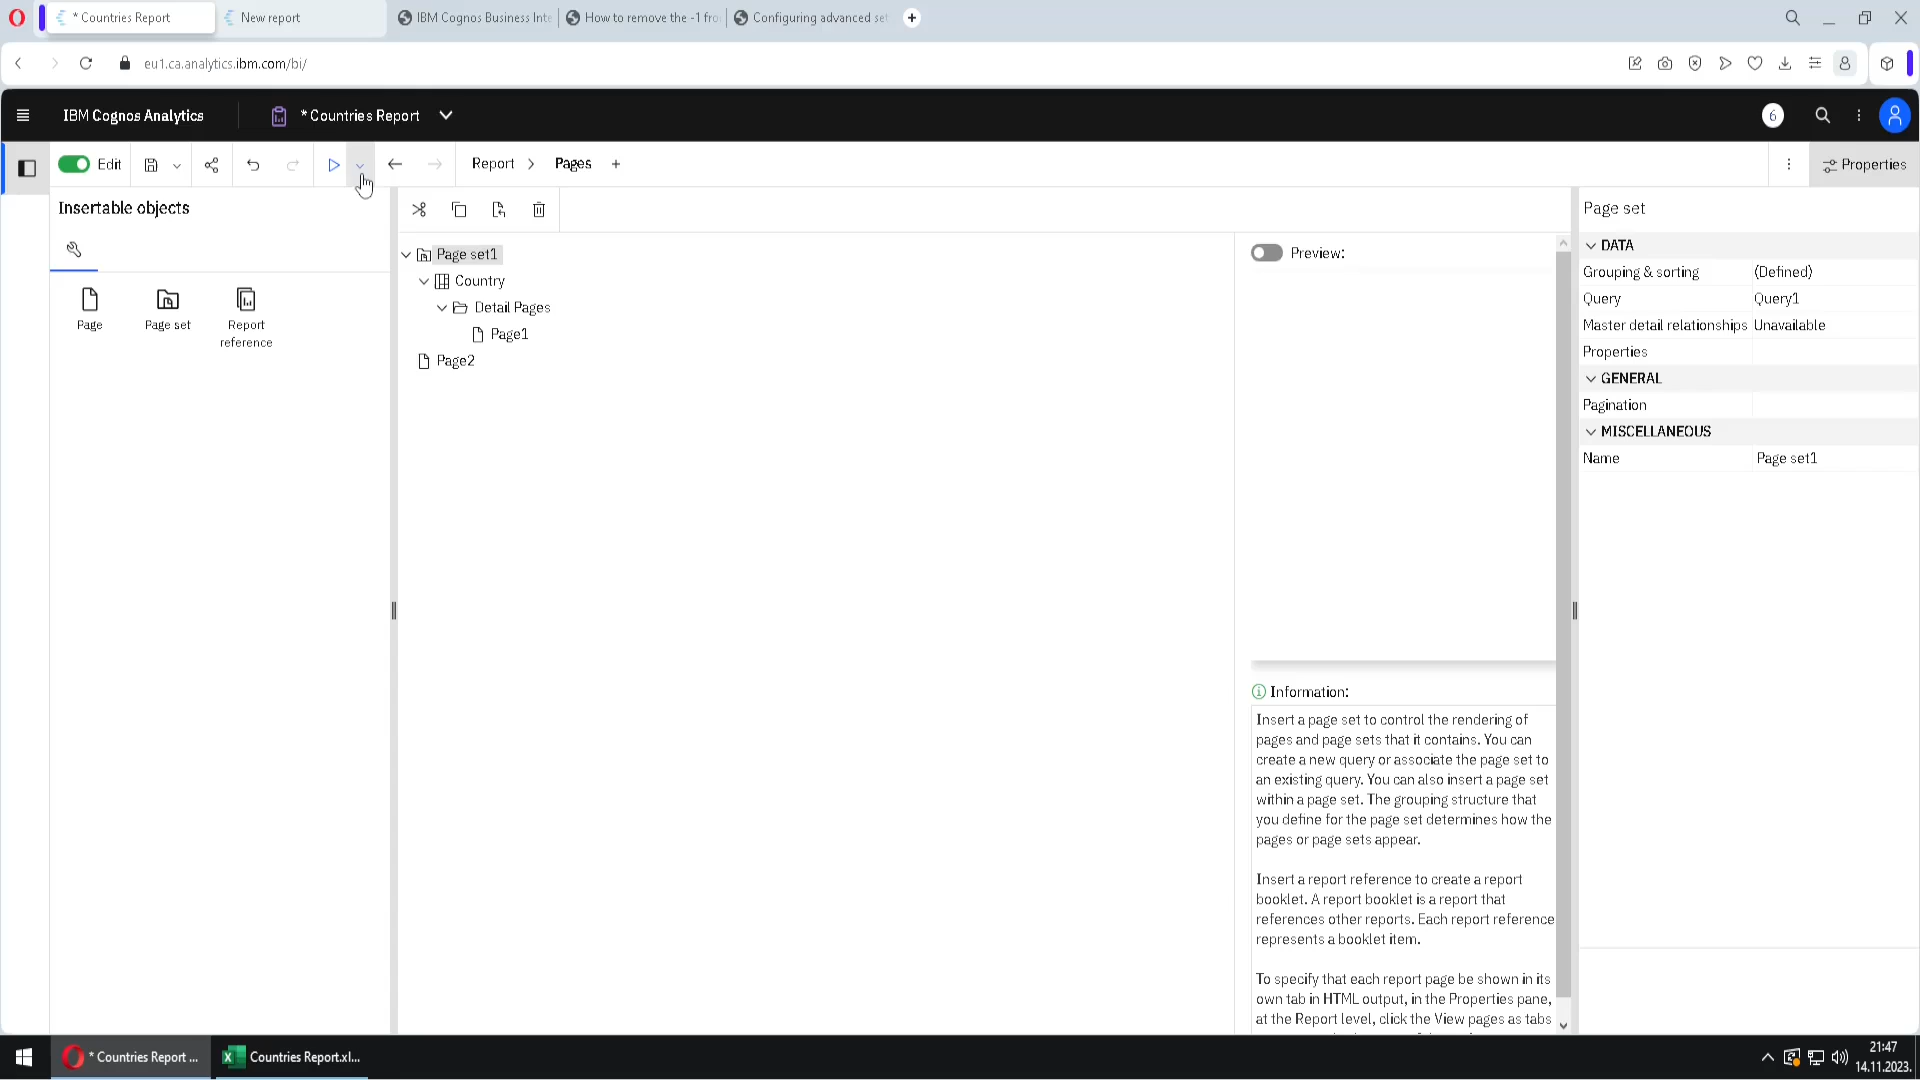 * Countries Report
New report
IBM Cognos Business Inte
How to remove the -1 fro
Configuring advanced set
eu1.ca.analytics.ibm.com/bi/
IBM Cognos Analytics
* Countries Report
6
Edit
Report
Pages
Properties
Insertable objects
Page
Page set
Report
reference
Page set1
Country
Detail Pages
Page1
Page2
Preview:
Information:
Insert a page set to control the rendering of
pages and page sets that it contains. You can
create a new query or associate the page set to
an existing query. You can also insert a page set
within a page set. The grouping structure that
you define for the page set determines how the
pages or page sets appear.
Insert a report reference to create a report
booklet. A report booklet is a report that
references other reports. Each report reference
represents a booklet item.
To specify that each report page be shown in its
own tab in HTML output, in the Properties pane,
at the Report level, click the View pages as tabs
Page set
DATA
Grouping & sorting (Defined)
Query Query1
Master detail relationships Unavailable
Properties
GENERAL
Pagination
MISCELLANEOUS
Name Page set1
* Countries Report ...
Countries Report.xl...
21:47
14.11.2023.